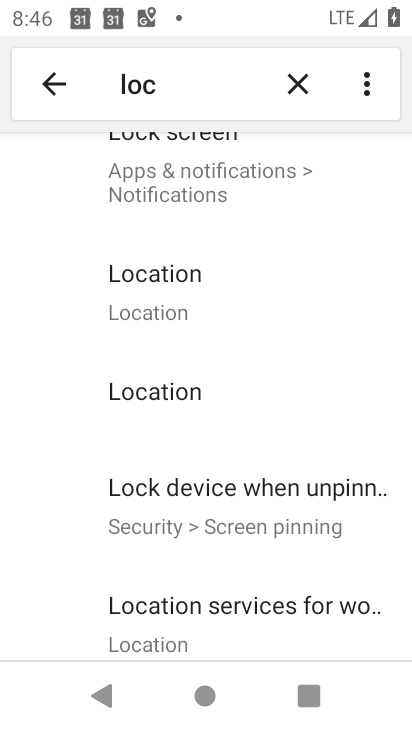 8:46 31 31 G LTE
loc
Lock screen
Apps & notifications >
Notifications
Location
Location
Location
Lock device when unpinn..
Security > Screen pinning
Location services for wo..
Location